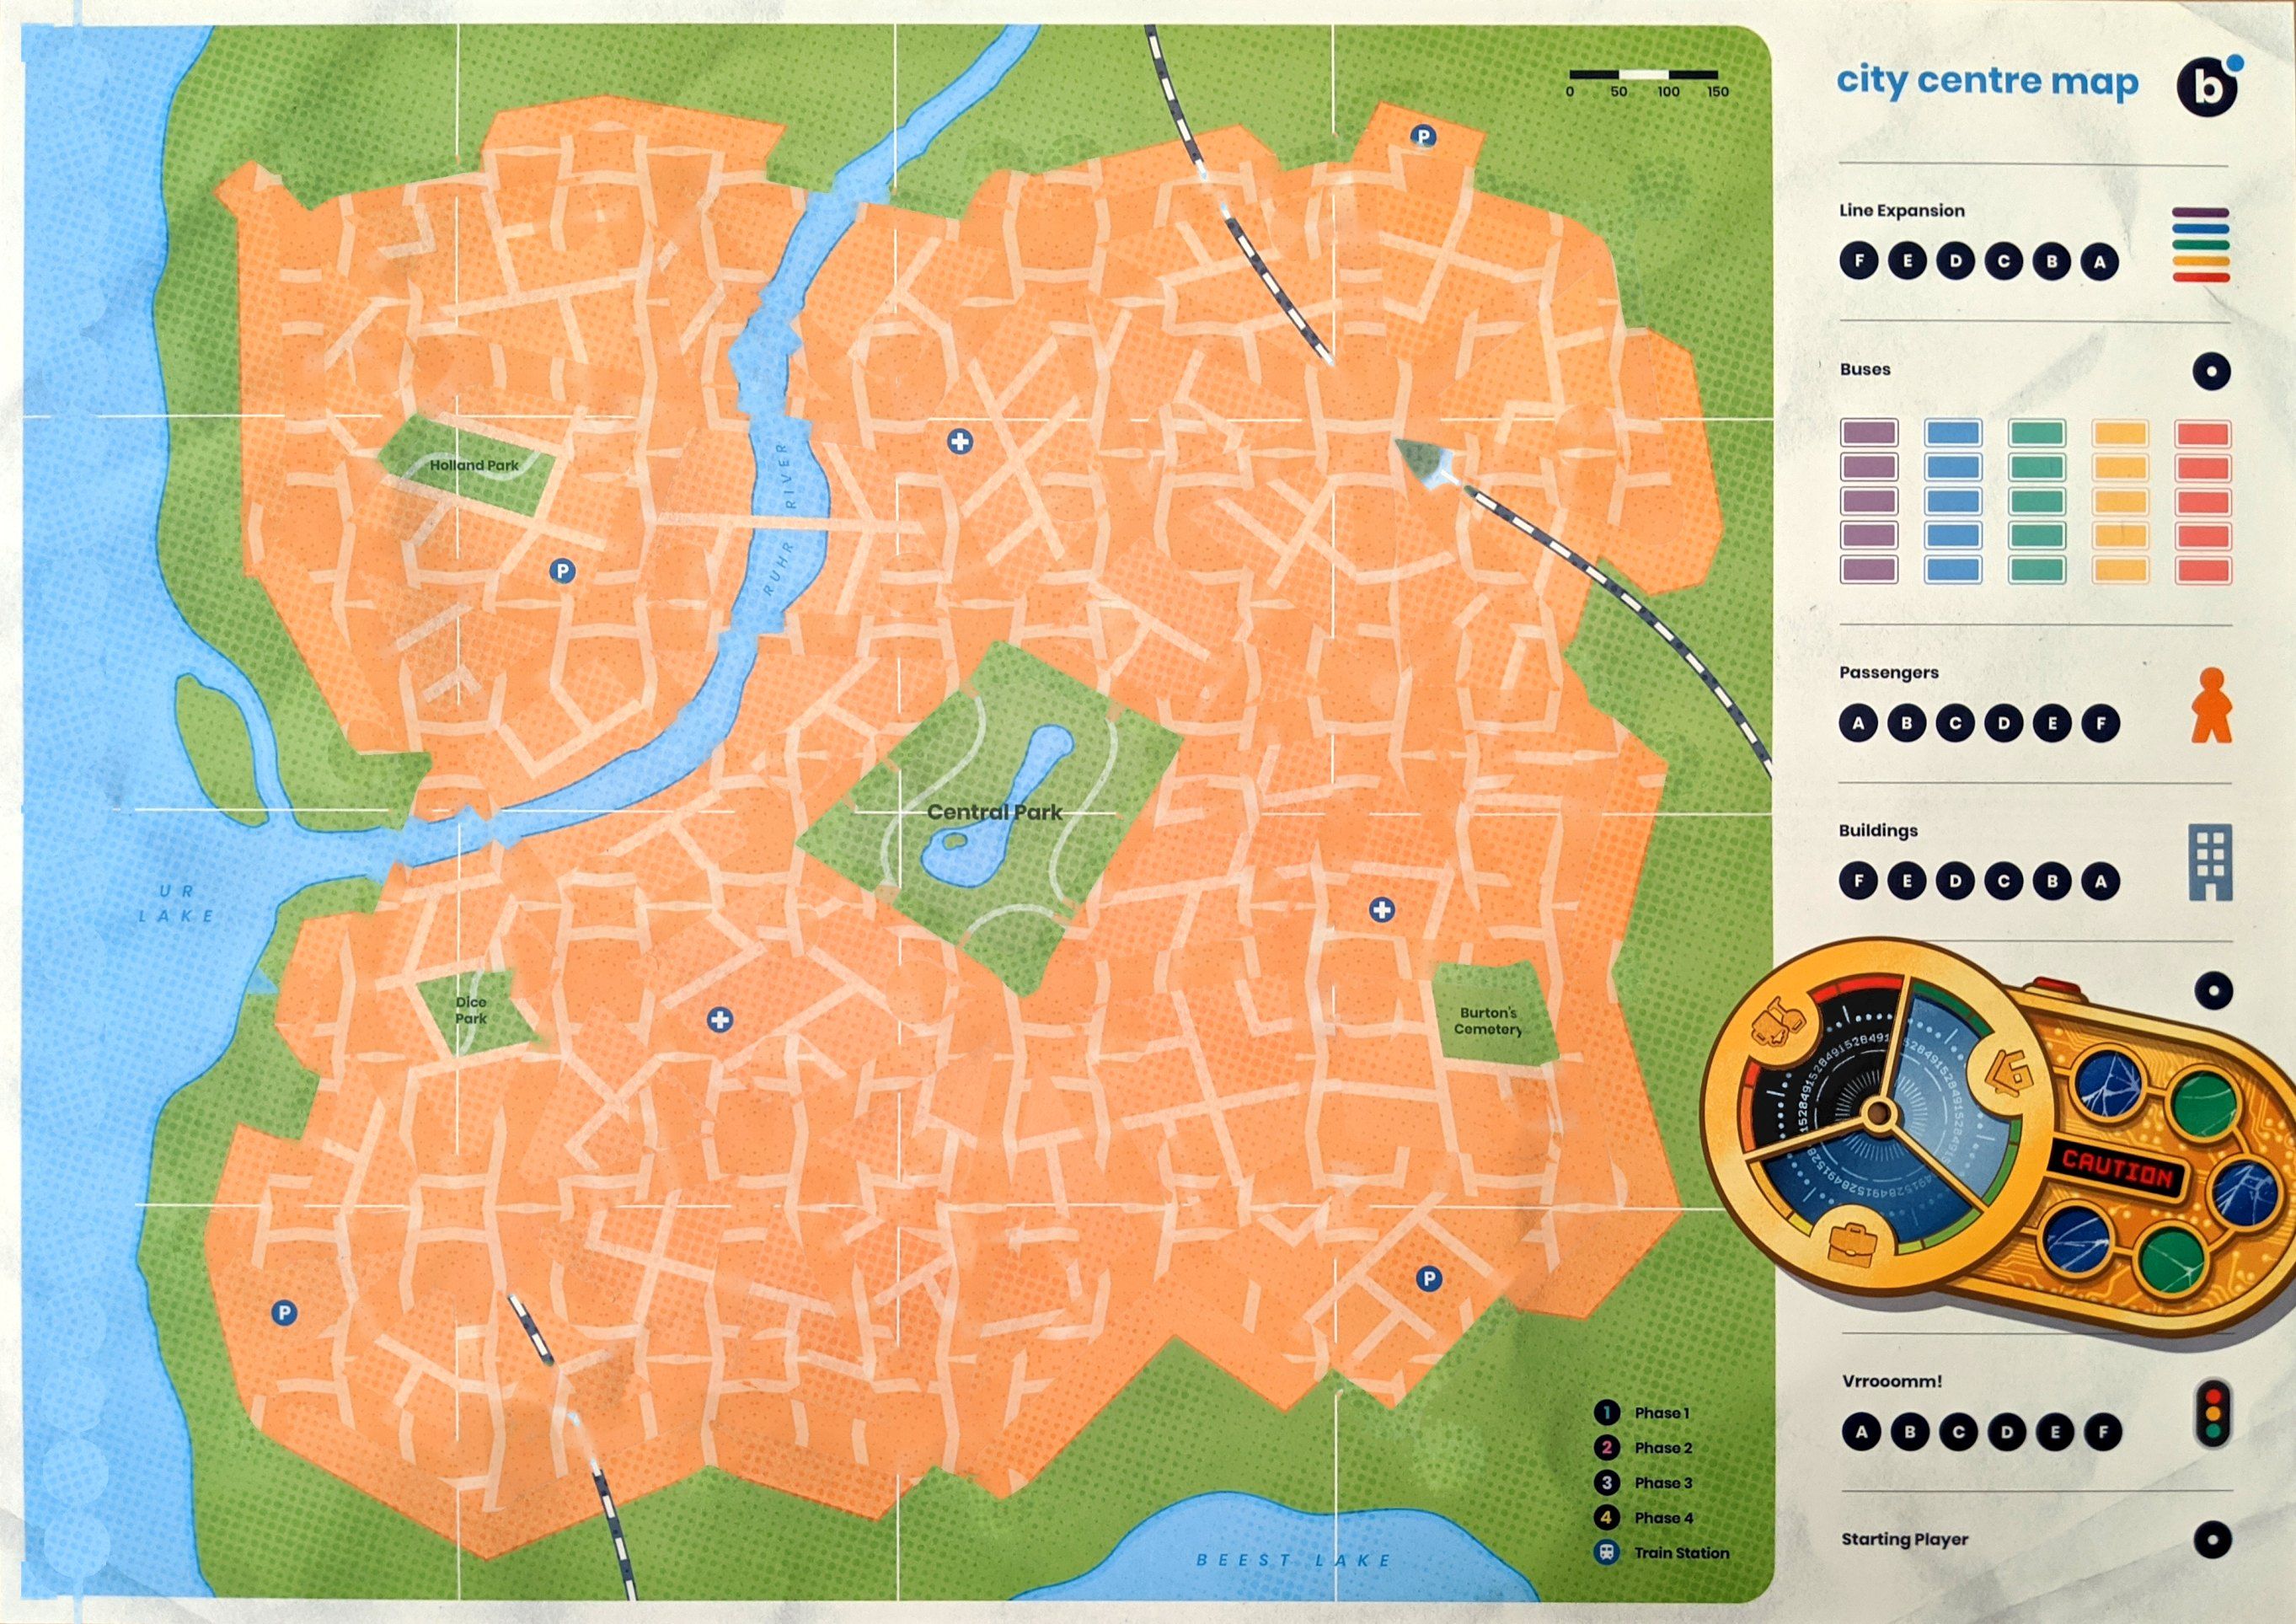 city centre map
b
0 50 100 150
Line Expansion
F E D C B A
Buses
P
Holland Park
P
RUHR RIVER
Passengers
A B C D E F
Central Park
Buildings
F E D C B A
UR
LAKE
Dice
Park
Burton's
Cemetery
CAUTION
P
P
Vrrooomm!
A B C D E F
1 Phase 1
2 Phase 2
3 Phase 3
4 Phase 4
Train Station
Starting Player
BEEST LAKE